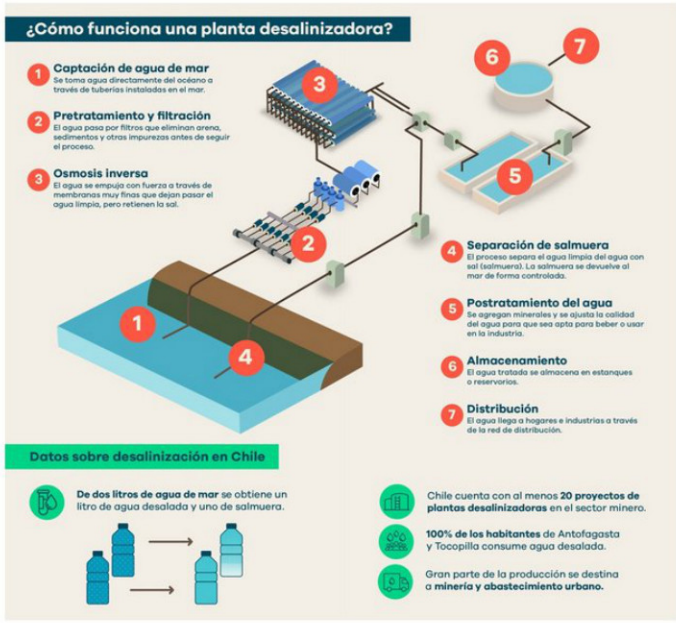 ¿Cómo funciona una planta desalinizadora?
1
Captación de agua de mar
Se toma agua directamente del océano a
través de tuberías instaladas en el mar.
2
Pretratamiento y filtración
El agua pasa por filtros que eliminan arena,
sedimentos y otras impurezas antes de seguir
el proceso.
3
Osmosis inversa
El agua se empuja con fuerza a través de
membranas muy finas que dejan pasar el
agua limpia, pero retienen la sal.
3
6
7
5
2
1
4
4
Separación de salmuera
El proceso separa el agua limpia del agua con
sal (salmuera). La salmuera se devuelve al
mar de forma controlada.
5
Postratamiento del agua
Se agregan minerales y se ajusta la calidad
del agua para que sea apta para beber o usar
en la industria.
6
Almacenamiento
El agua tratada se almacena en estanques
o reservorios.
7
Distribución
El agua llega a hogares e industrias a través
de la red de distribución.
Datos sobre desalinización en Chile
De dos litros de agua de mar se obtiene un
litro de agua desalada y uno de salmuera.
Chile cuenta con al menos 20 proyectos de
plantas desalinizadoras en el sector minero.
100% de los habitantes de Antofagasta
y Tocopilla consume agua desalada.
Gran parte de la producción se destina
a minería y abastecimiento urbano.